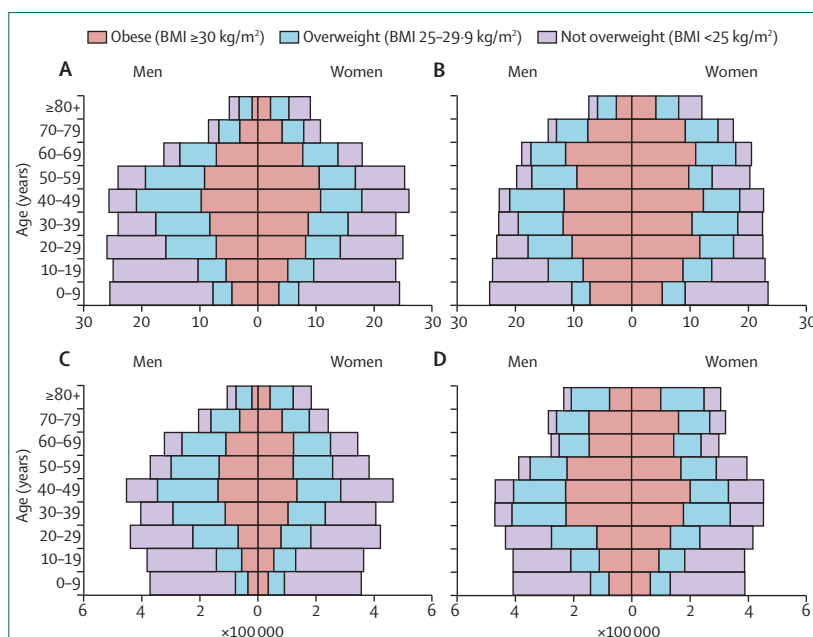 Obese (BMI ≥30 kg/m²) Overweight (BMI 25–29·9 kg/m²) Not overweight (BMI <25 kg/m²)
A Men Women B
Age (years)
≥80+
70–79
60–69
50–59
40–49
30–39
20–29
10–19
0–9
30 20 10 0 10 20 30 30 20 10 0 10 20 30
C Men Women D Men Women
Age (years)
≥80+
70–79
60–69
50–59
40–49
30–39
20–29
10–19
0–9
6 4 2 0 2 4 6 6 4 2 0 2 4 6
×100 000 ×100 000